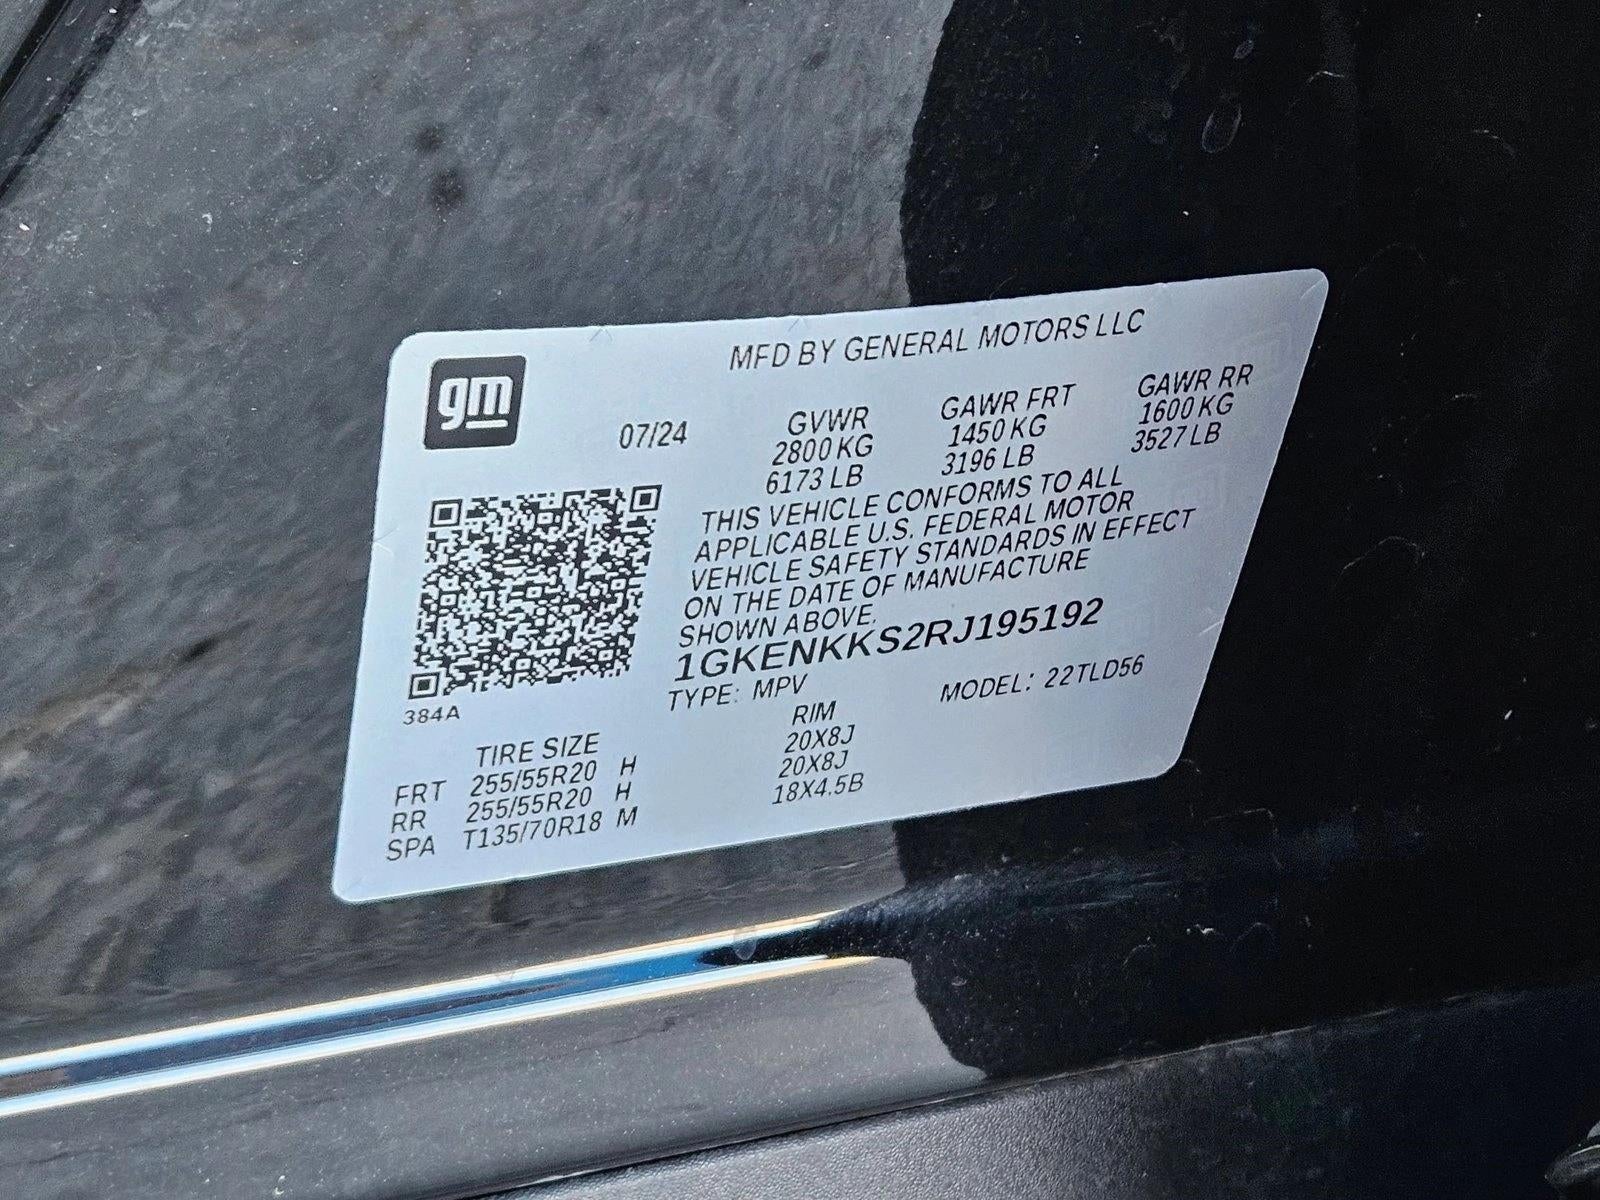 gm
MFD BY GENERAL MOTORS LLC
07/24 GVWR GAWR FRT GAWR RR
2800 KG 1450 KG 1600 KG
6173 LB 3196 LB 3527 LB
THIS VEHICLE CONFORMS TO ALL
APPLICABLE U.S. FEDERAL MOTOR
VEHICLE SAFETY STANDARDS IN EFFECT
ON THE DATE OF MANUFACTURE
SHOWN ABOVE.
1GKENKKS2RJ195192
TYPE: MPV MODEL: 22TLD56
384A
TIRE SIZE RIM
FRT 255/55R20 H 20X8J
RR 255/55R20 H 20X8J
SPA T135/70R18 M 18X4.5B